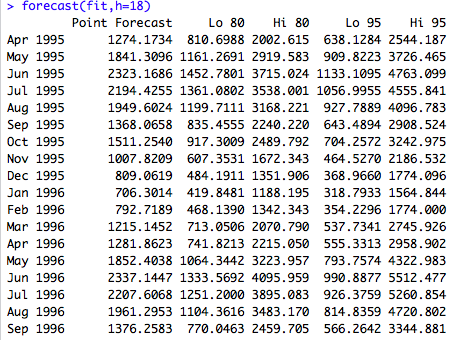 > forecast(fit,h=18)
Point Forecast Lo 80 Hi 80 Lo 95 Hi 95
Apr 1995 1274.1734 810.6988 2002.615 638.1284 2544.187
May 1995 1841.3096 1161.2691 2919.583 909.8223 3726.465
Jun 1995 2323.1686 1452.7801 3715.024 1133.1095 4763.099
Jul 1995 2194.4255 1361.0802 3538.001 1056.9955 4555.841
Aug 1995 1949.6024 1199.7111 3168.221 927.7889 4096.783
Sep 1995 1368.0658 835.4555 2240.220 643.4894 2908.524
Oct 1995 1511.2540 917.3009 2489.792 704.2572 3242.975
Nov 1995 1007.8209 607.3531 1672.343 464.5270 2186.532
Dec 1995 809.0619 484.1911 1351.906 368.9660 1774.096
Jan 1996 706.3014 419.8481 1188.195 318.7933 1564.844
Feb 1996 792.7189 468.1390 1342.343 354.2296 1774.000
Mar 1996 1215.1452 713.0506 2070.790 537.7341 2745.926
Apr 1996 1281.8623 741.8213 2215.050 555.3313 2958.902
May 1996 1852.4038 1064.3442 3223.957 793.7574 4322.983
Jun 1996 2337.1447 1333.5692 4095.959 990.8877 5512.477
Jul 1996 2207.6068 1251.2000 3895.083 926.3759 5260.854
Aug 1996 1961.2953 1104.3616 3483.170 814.8359 4720.802
Sep 1996 1376.2583 770.0463 2459.705 566.2642 3344.881